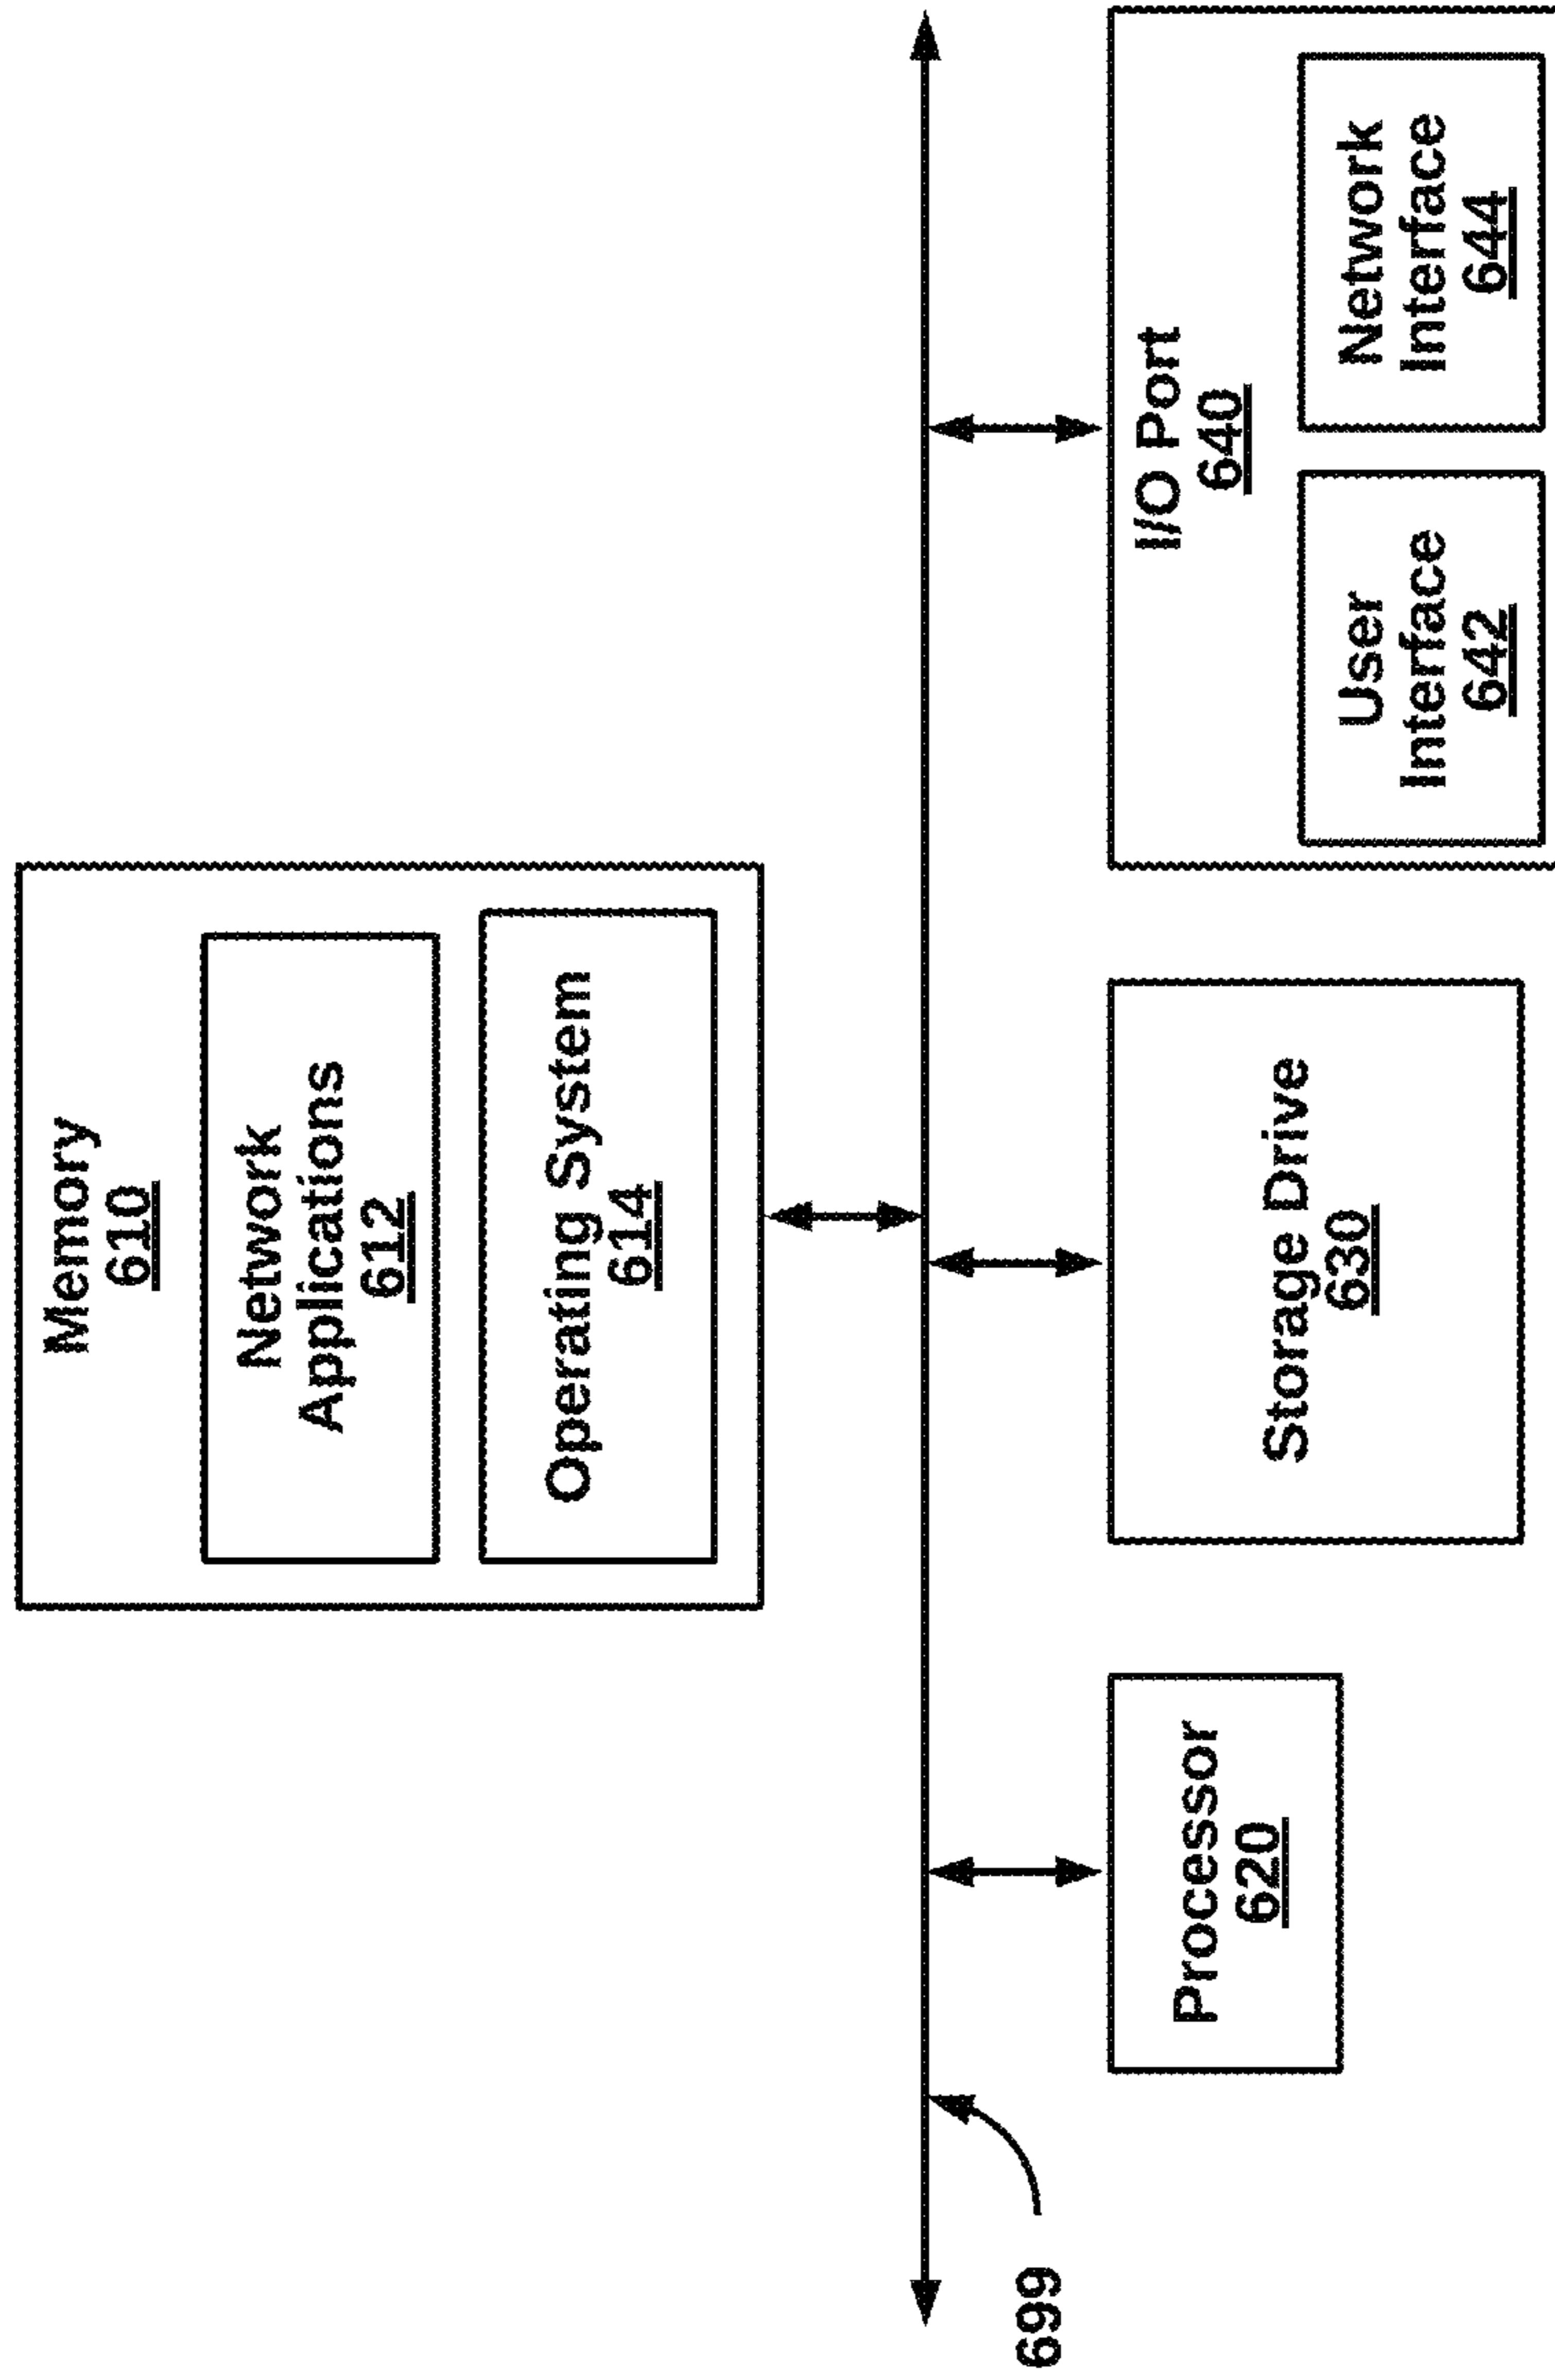 Memory
610
Network
Applications
612
Operating System
614
699
Processor
620
Storage Drive
630
I/O Port
640
User
Interface
642
Network
Interface
644